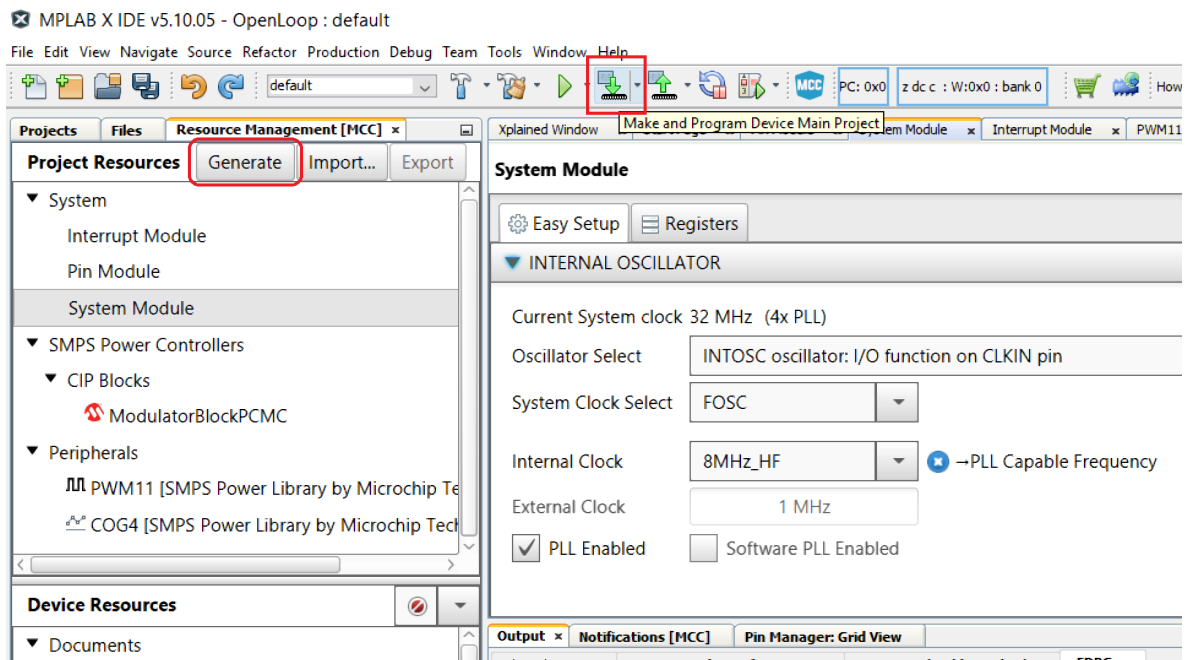 MPLAB X IDE v5.10.05 - OpenLoop : default
File Edit View Navigate Source Refactor Production Debug Team Tools Window Help
default
MCC
PC: 0x0
z dc c : W:0x0 : bank 0
How
Make and Program Device Main Project
Projects
Files
Resource Management [MCC] ×
Xplained Window
Module ×
Interrupt Module ×
PWM11
Project Resources
Generate
Import...
Export
System
Interrupt Module
Pin Module
System Module
SMPS Power Controllers
CIP Blocks
ModulatorBlockPCMC
Peripherals
PWM11 [SMPS Power Library by Microchip Te
COG4 [SMPS Power Library by Microchip Tech
Device Resources
Documents
System Module
Easy Setup
Registers
INTERNAL OSCILLATOR
Current System clock 32 MHz (4x PLL)
Oscillator Select
INTOSC oscillator: I/O function on CLKIN pin
System Clock Select
FOSC
Internal Clock
8MHz_HF
→PLL Capable Frequency
External Clock
1 MHz
PLL Enabled
Software PLL Enabled
Output ×
Notifications [MCC]
Pin Manager: Grid View